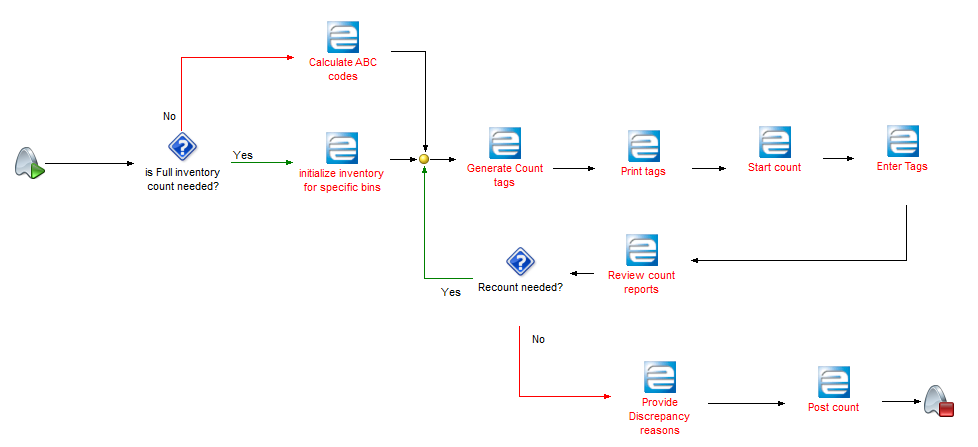 Calculate ABC
codes
No
is Full inventory
count needed?
Yes
initialize inventory
for specific bins
Generate Count
tags
Print tags
Start count
Enter Tags
Review count
reports
Recount needed?
Yes
No
Provide
Discrepancy
reasons
Post count